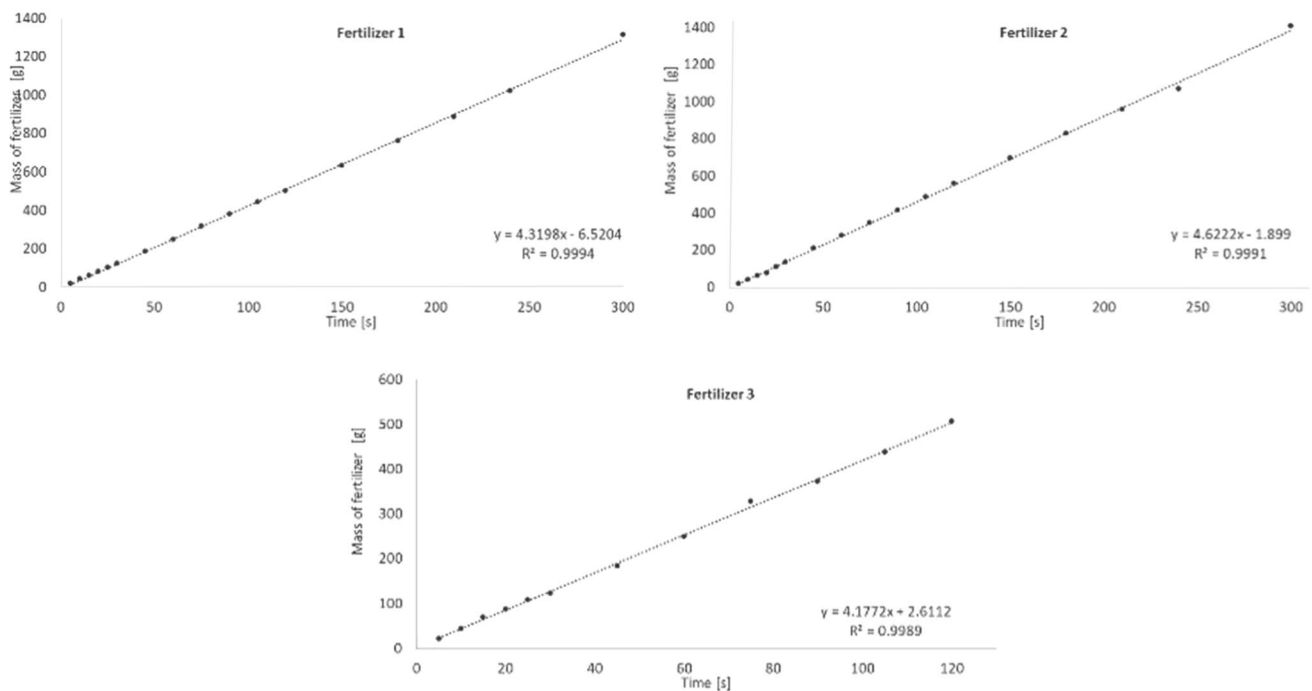 Fertilizer 1
Mass of fertilizer [g]
1400
1200
1000
800
600
400
200
0
y = 4.3198x - 6.5204
R² = 0.9994
0 50 100 150 200 250 300
Time [s]
Fertilizer 2
Mass of fertilizer [g]
1400
1200
1000
800
600
400
200
0
y = 4.6222x - 1.899
R² = 0.9991
0 50 100 150 200 250 300
Time [s]
Fertilizer 3
Mass of fertilizer [g]
600
500
400
300
200
100
0
y = 4.1772x + 2.6112
R² = 0.9989
0 20 40 60 80 100 120
Time [s]